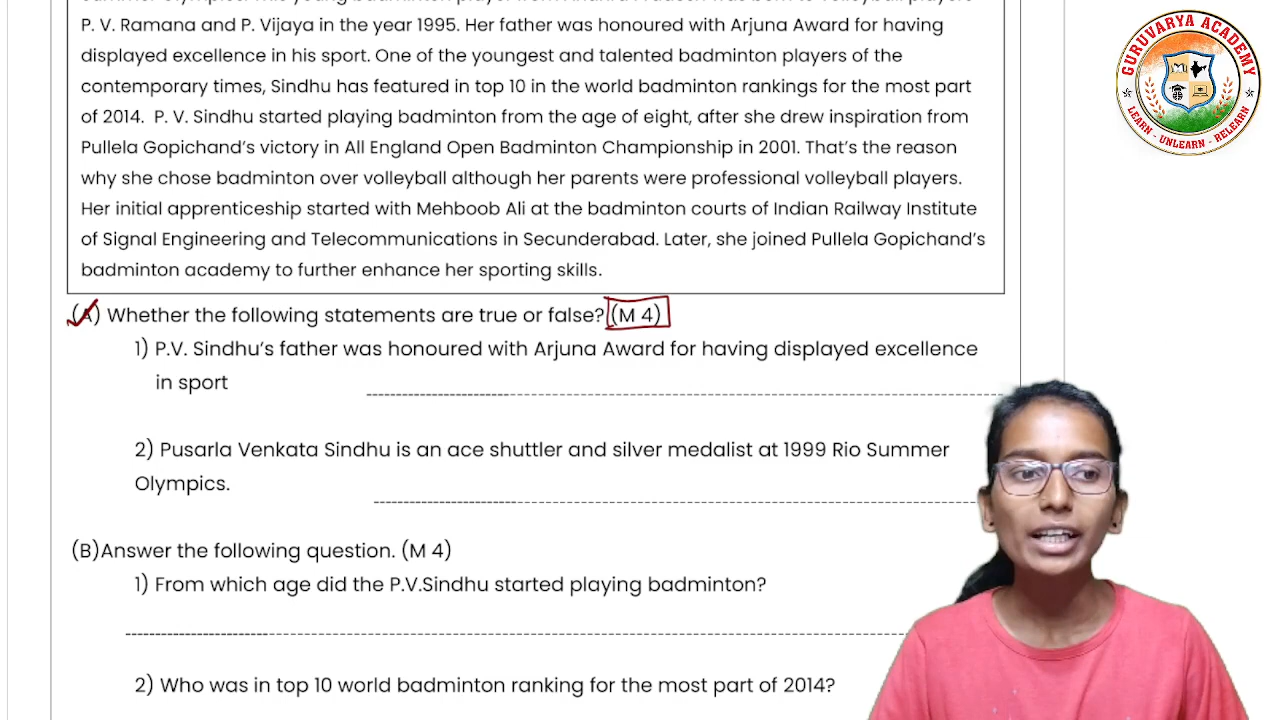 P. V. Ramana and P. Vijaya in the year 1995. Her father was honoured with Arjuna Award for having
displayed excellence in his sport. One of the youngest and talented badminton players of the
contemporary times, Sindhu has featured in top 10 in the world badminton rankings for the most part
of 2014. P. V. Sindhu started playing badminton from the age of eight, after she drew inspiration from
Pullela Gopichand's victory in All England Open Badminton Championship in 2001. That's the reason
why she chose badminton over volleyball although her parents were professional volleyball players.
Her initial apprenticeship started with Mehboob Ali at the badminton courts of Indian Railway Institute
of Signal Engineering and Telecommunications in Secunderabad. Later, she joined Pullela Gopichand's
badminton academy to further enhance her sporting skills.
(A) Whether the following statements are true or false? (M 4)
1) P.V. Sindhu's father was honoured with Arjuna Award for having displayed excellence
in sport
2) Pusarla Venkata Sindhu is an ace shuttler and silver medalist at 1999 Rio Summer
Olympics.
(B)Answer the following question. (M 4)
1) From which age did the P.V.Sindhu started playing badminton?
2) Who was in top 10 world badminton ranking for the most part of 2014?
GURUVARYA ACADEMY
LEARN - UNLEARN - RELEARN